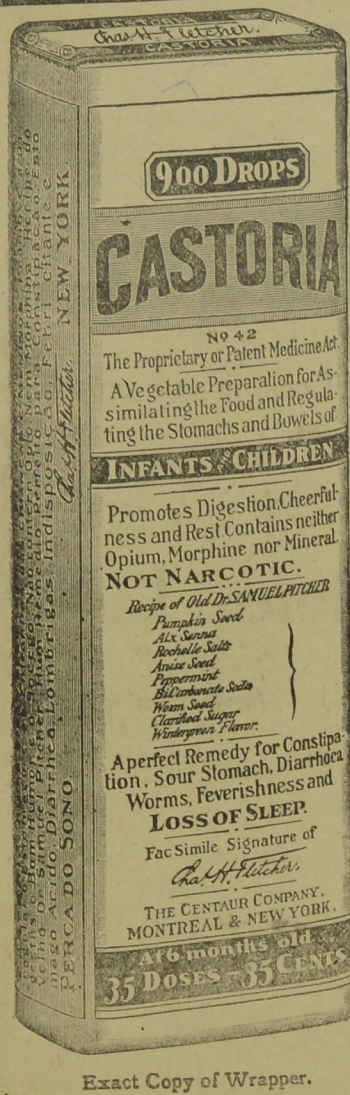 CASTORIA
Chas. H. Fletcher.
CASTORIA
900 DROPS
CASTORIA
Nº 42
The Proprietary or Patent Medicine Act.
A Vegetable Preparation for As-
similating the Food and Regula-
ting the Stomachs and Bowels of
INFANTS & CHILDREN
Promotes Digestion, Cheerful-
ness and Rest. Contains neither
Opium, Morphine nor Mineral.
NOT NARCOTIC.
Recipe of Old Dr. SAMUEL PITCHER
Pumpkin Seed
Alx Senna
Rochelle Salts
Anise Seed
Peppermint
Bi Carbonate Soda
Worm Seed
Clarified Sugar
Wintergreen Flavor.
A perfect Remedy for Constipa-
tion, Sour Stomach, Diarrhoea
Worms, Feverishness and
LOSS OF SLEEP.
Fac Simile Signature of
Chas. H. Fletcher.
THE CENTAUR COMPANY,
MONTREAL & NEW YORK.
At 6 months old
35 DOSES - 35 CENTS
mago Acido, Diarrhea, Lombrigas, Indisposição, Febricitante e
PERCA DO SONO. Chas. H. Fletcher. NEW YORK.
Exact Copy of Wrapper.